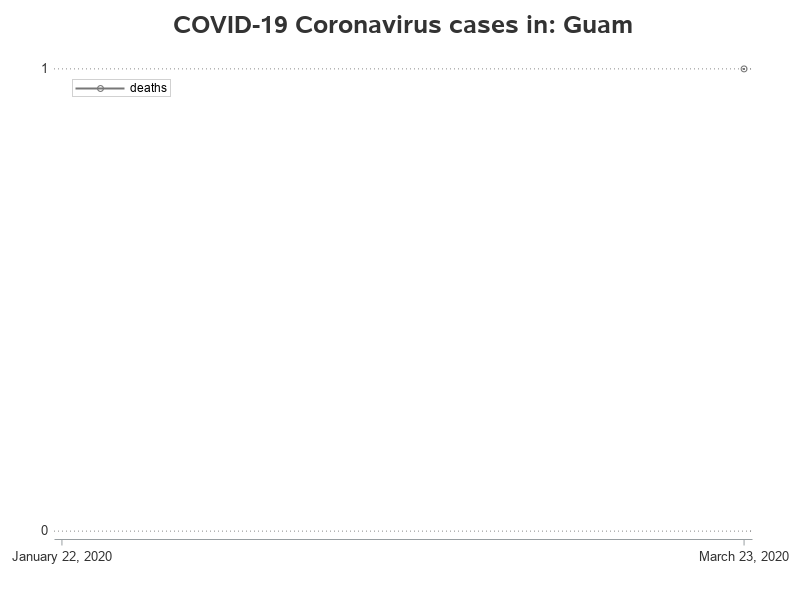 COVID-19 Coronavirus cases in: Guam
1
deaths
0
January 22, 2020
March 23, 2020